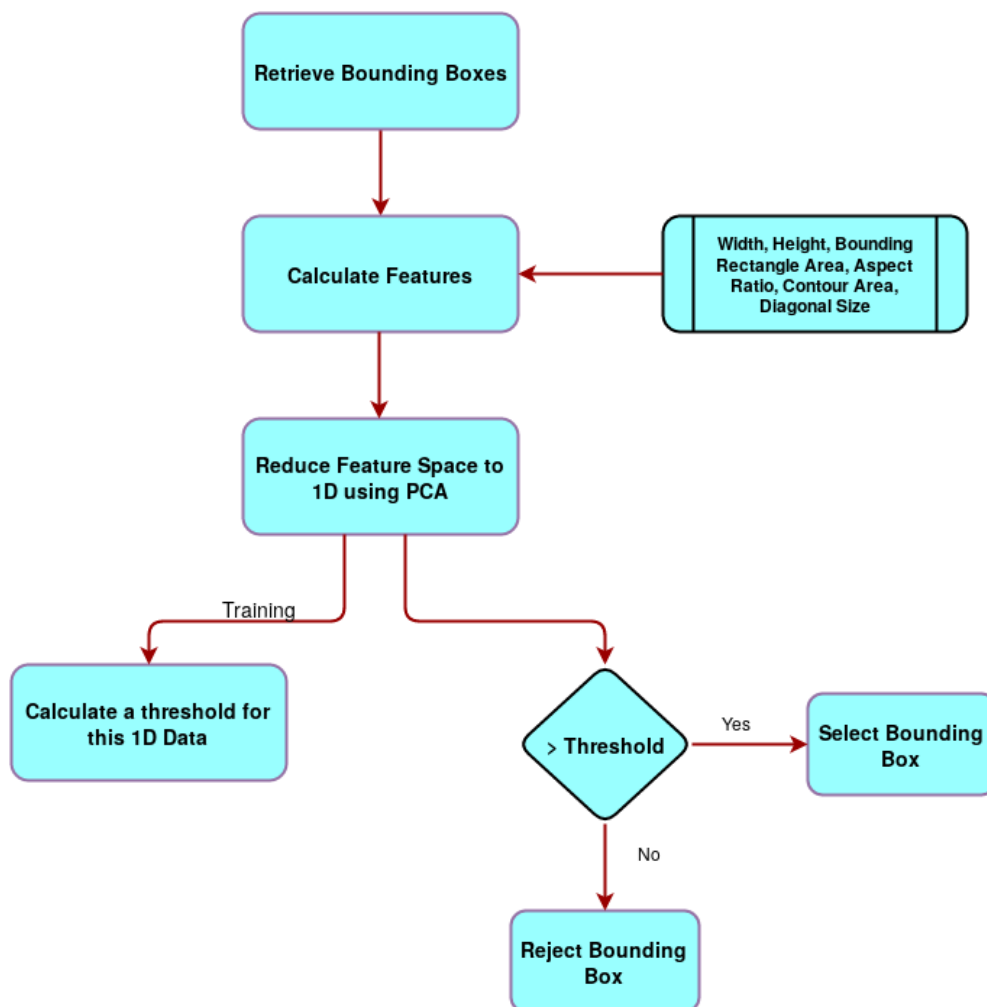 Retrieve Bounding Boxes
Calculate Features
Width, Height, Bounding
Rectangle Area, Aspect
Ratio, Contour Area,
Diagonal Size
Reduce Feature Space to
1D using PCA
Training
Calculate a threshold for
this 1D Data
> Threshold
Yes
Select Bounding
Box
No
Reject Bounding
Box